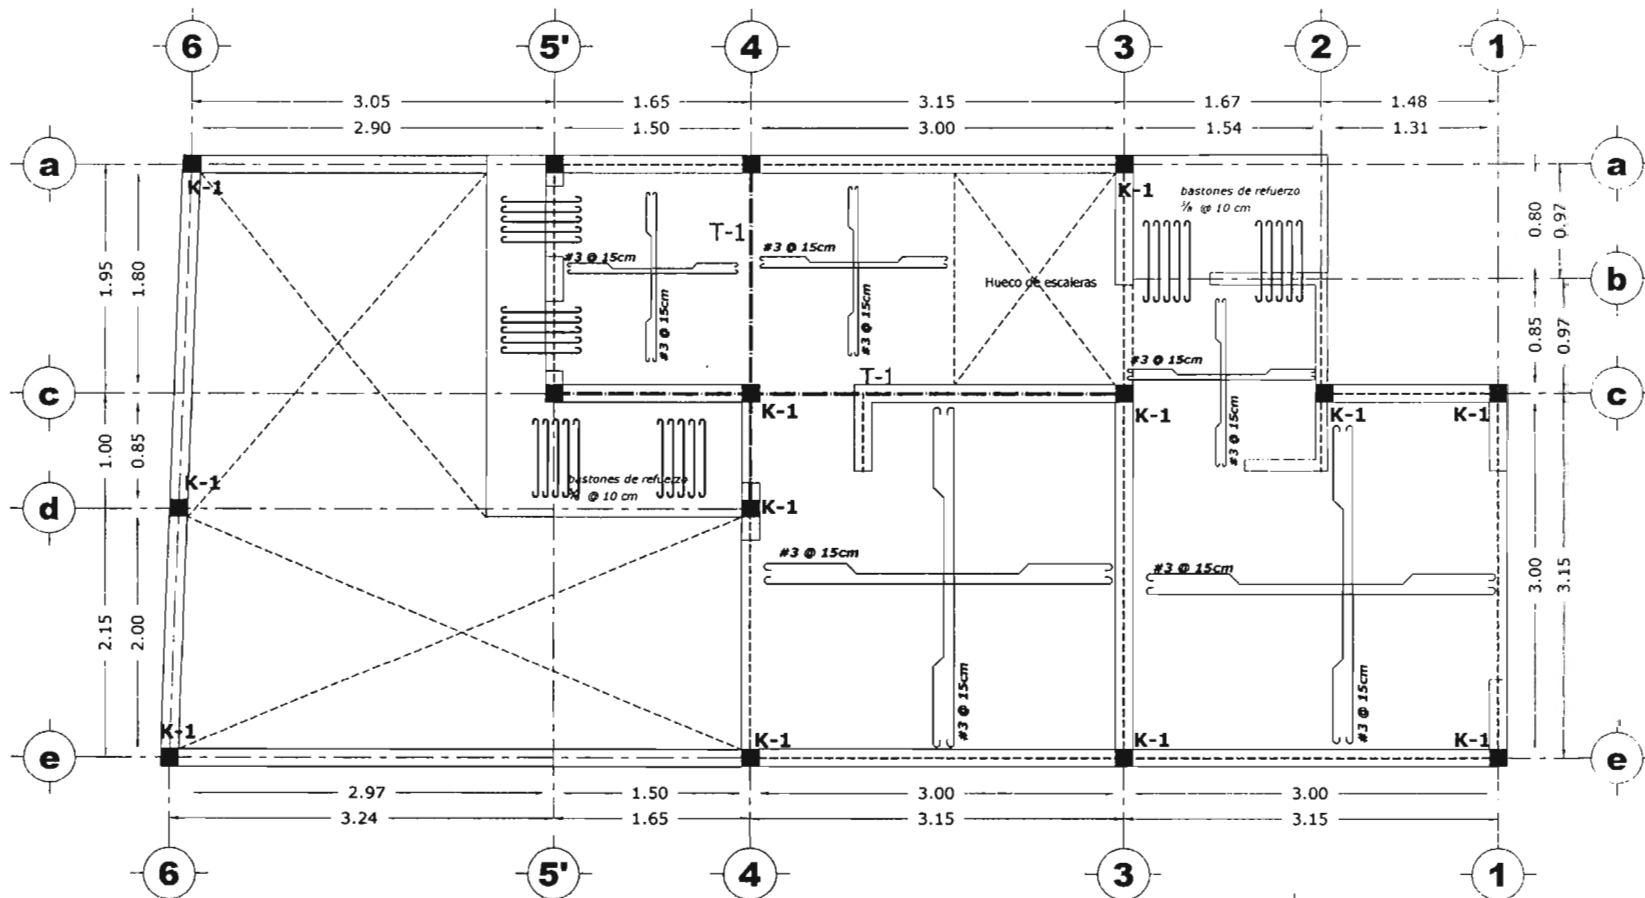 6 5' 4 3 2 1
3.05 1.65 3.15 1.67 1.48
2.90 1.50 3.00 1.54 1.31
a a
K-1 K-1
bastones de refuerzo
⅜ @ 10 cm
0.80 0.97
T-1
#3 @ 15cm #3 @ 15cm
1.95 1.80
Hueco de escaleras
b
#3 @ 15cm #3 @ 15cm
0.85 0.97
#3 @ 15cm
T-1
c c
K-1 K-1 K-1 K-1
#3 @ 15cm
1.00 0.85
K-1
bastones de refuerzo
@ 10 cm
d
K-1
#3 @ 15cm
#3 @ 15cm
3.00 3.15
2.15 2.00
#3 @ 15cm #3 @ 15cm
K-1 K-1 K-1 K-1
e e
2.97 1.50 3.00 3.00
3.24 1.65 3.15 3.15
6 5' 4 3 1